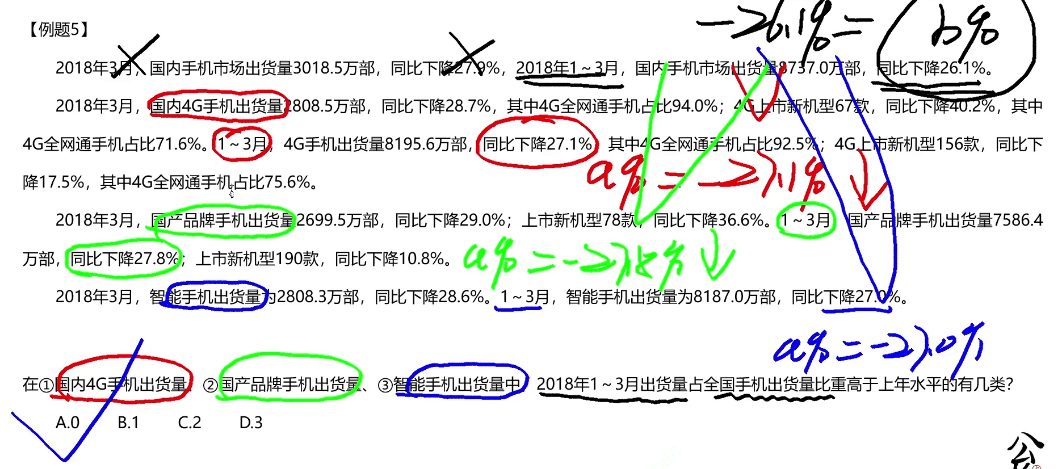 【例题5】
-26.1% = b%
2018年3月,国内手机市场出货量3018.5万部,同比下降27.9%,2018年1~3月,国内手机市场出货量8737.0万部,同比下降26.1%。
2018年3月,国内4G手机出货量2808.5万部,同比下降28.7%,其中4G全网通手机占比94.0%;4G上市新机型67款,同比下降40.2%,其中
4G全网通手机占比71.6%。1~3月,4G手机出货量8195.6万部,同比下降27.1%,其中4G全网通手机占比92.5%;4G上市新机型156款,同比下
a% = -27.1%
降17.5%,其中4G全网通手机占比75.6%。
2018年3月,国产品牌手机出货量2699.5万部,同比下降29.0%;上市新机型78款,同比下降36.6%。1~3月,国产品牌手机出货量7586.4
万部,同比下降27.8%;上市新机型190款,同比下降10.8%。
a% = -27.8%
2018年3月,智能手机出货量为2808.3万部,同比下降28.6%。1~3月,智能手机出货量为8187.0万部,同比下降27.0%。
a% = -27.0%
在①国内4G手机出货量、②国产品牌手机出货量、③智能手机出货量中,2018年1~3月出货量占全国手机出货量比重高于上年水平的有几类?
A.0 B.1 C.2 D.3
公